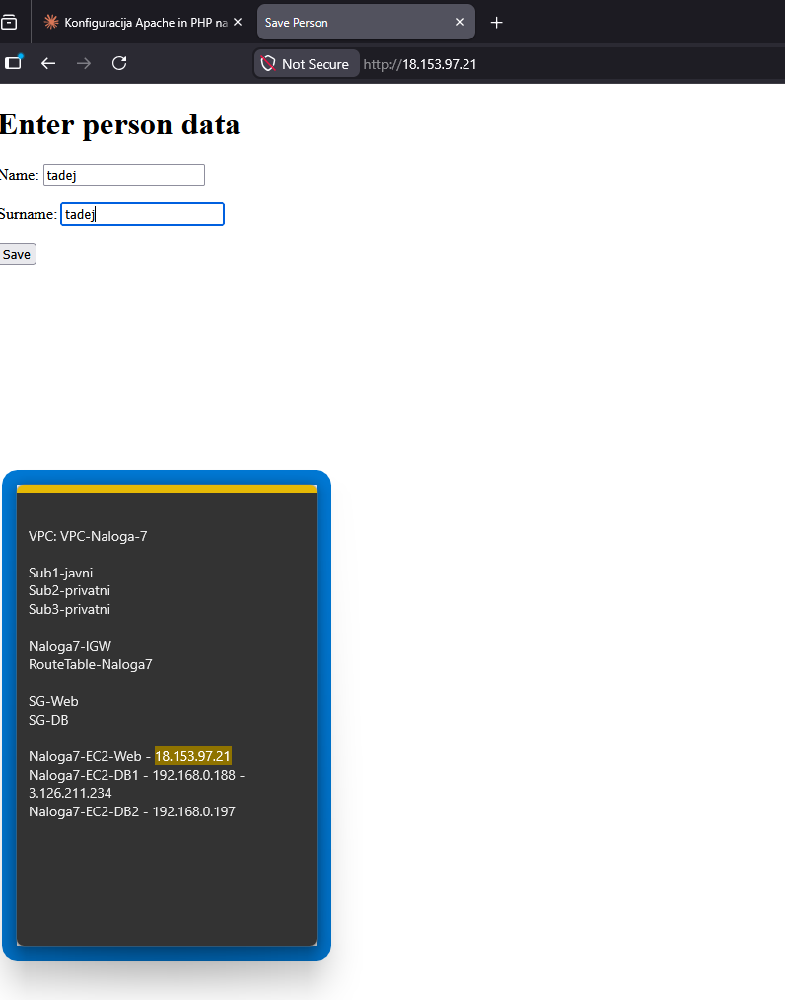 Konfiguracija Apache in PHP na
Save Person
Not Secure
http://18.153.97.21
Enter person data
Name: tadej
Surname: tadej
Save
VPC: VPC-Naloga-7
Sub1-javni
Sub2-privatni
Sub3-privatni
Naloga7-IGW
RouteTable-Naloga7
SG-Web
SG-DB
Naloga7-EC2-Web - 18.153.97.21
Naloga7-EC2-DB1 - 192.168.0.188 -
3.126.211.234
Naloga7-EC2-DB2 - 192.168.0.197